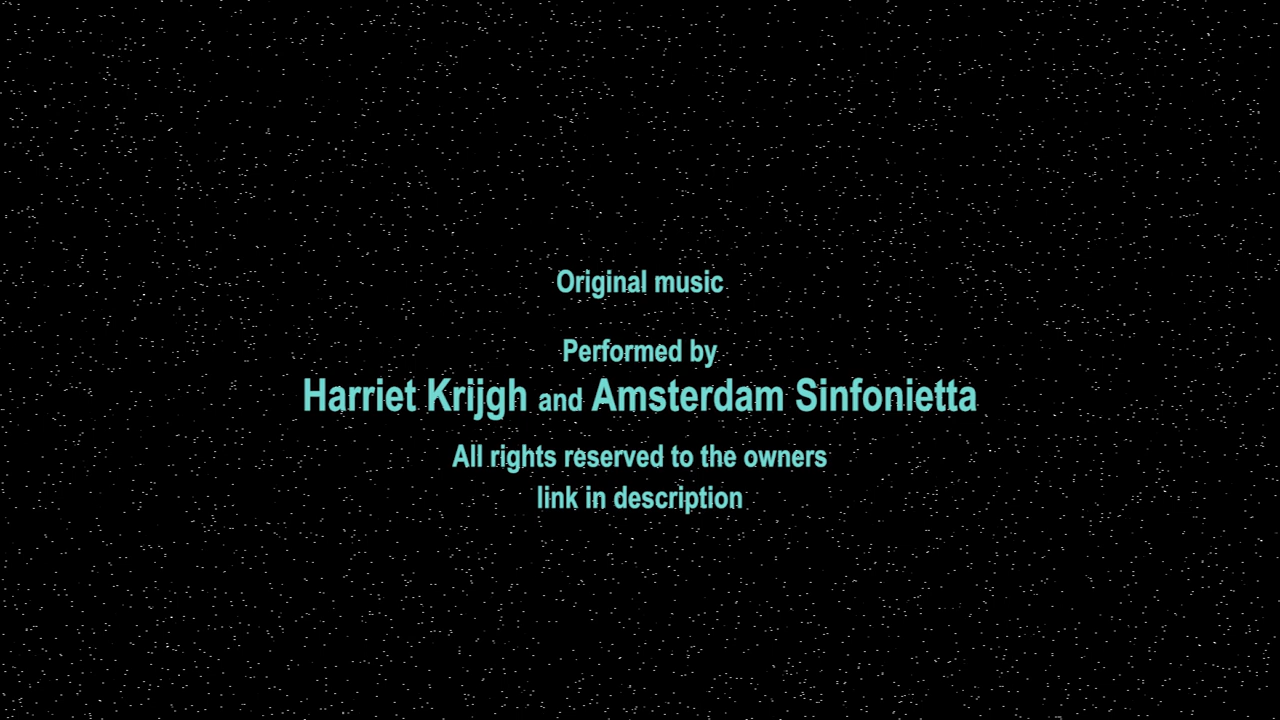 Original music
Performed by
Harriet Krijgh and Amsterdam Sinfonietta
All rights reserved to the owners
link in description